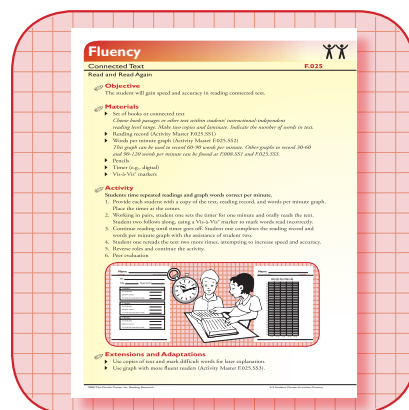 Fluency
Connected Text F.025
Read and Read Again
Objective
The student will gain speed and accuracy in reading connected text.
Materials
Set of books or connected text
Choose book passages or other text within students' instructional-independent
reading level range. Make two copies and laminate. Indicate the number of words in text.
Reading record (Activity Master F.025.SS1)
Words per minute graph (Activity Master F.025.SS2)
This graph can be used to record 60-90 words per minute. Other graphs to record 30-60
and 90-120 words per minute can be found at F.008.SS1 and F.025.SS3.
Pencils
Timer (e.g., digital)
Vis-à-Vis® markers
Activity
Students time repeated readings and graph words correct per minute.
1. Provide each student with a copy of the text, reading record, and words per minute graph.
Place the timer at the center.
2. Working in pairs, student one sets the timer for one minute and orally reads the text.
Student two follows along, using a Vis-à-Vis® marker to mark words read incorrectly.
3. Continue reading until timer goes off. Student one completes the reading record and
words per minute graph with the assistance of student two.
4. Student one rereads the text two more times, attempting to increase speed and accuracy.
5. Reverse roles and continue the activity.
6. Peer evaluation
Extensions and Adaptations
Use copies of text and mark difficult words for later explanation.
Use graph with more fluent readers (Activity Master F.025.SS3).